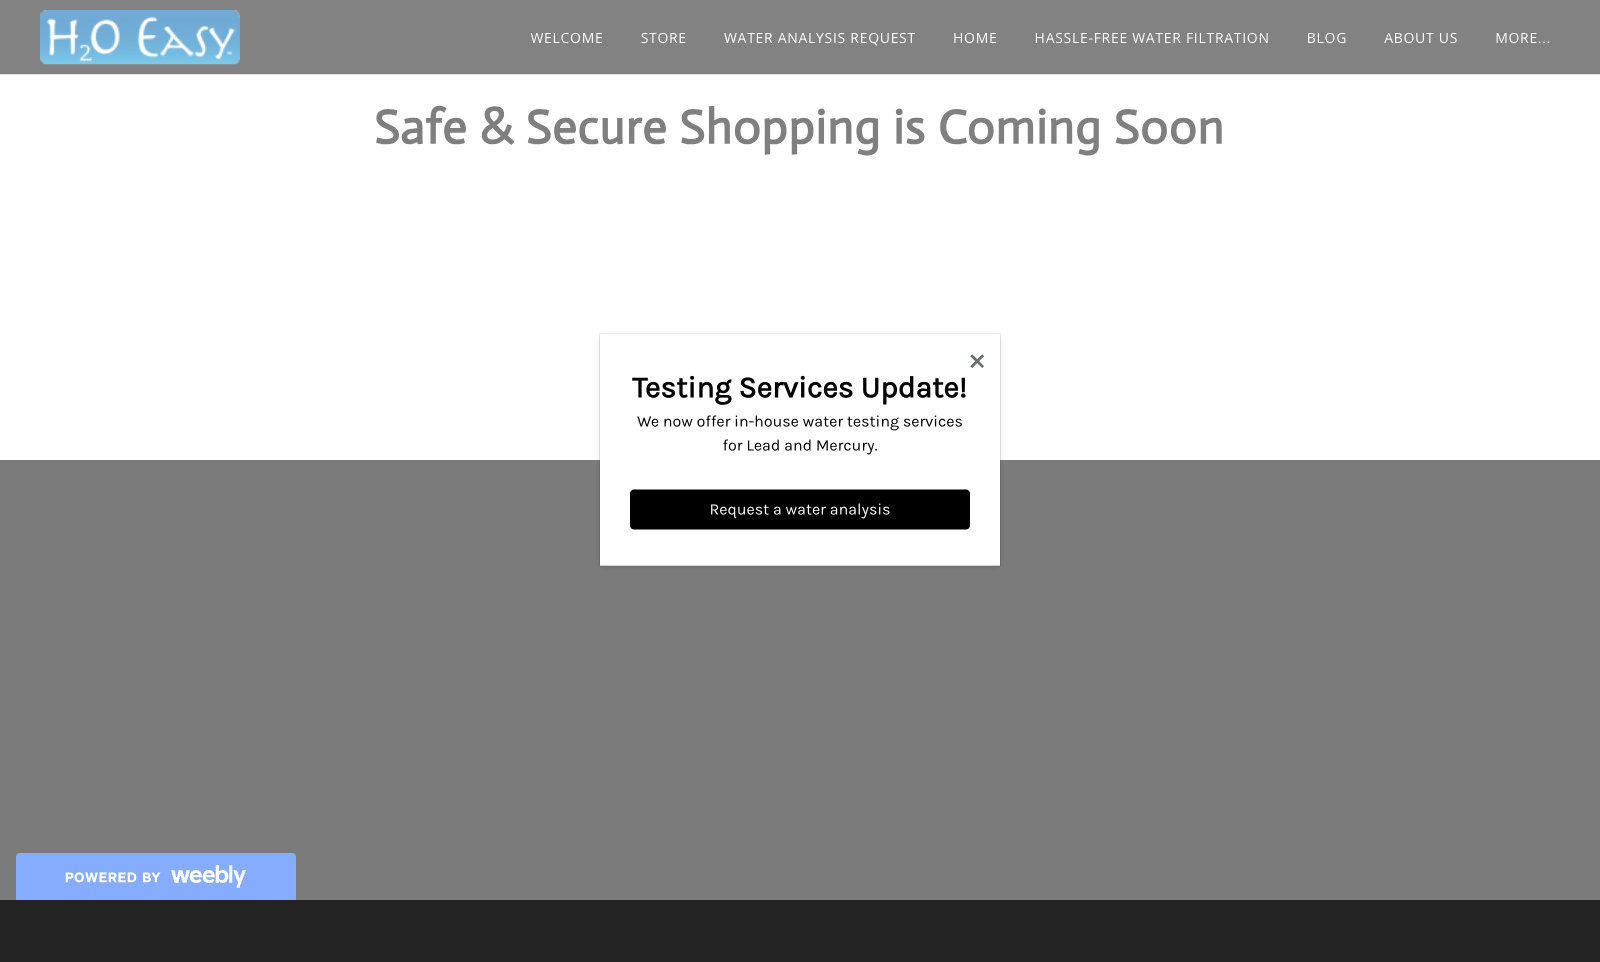 H2O Easy™
WELCOME
STORE
WATER ANALYSIS REQUEST
HOME
HASSLE-FREE WATER FILTRATION
BLOG
ABOUT US
MORE...
Safe & Secure Shopping is Coming Soon
×
Testing Services Update!
We now offer in-house water testing services
for Lead and Mercury.
Request a water analysis
POWERED BY weebly